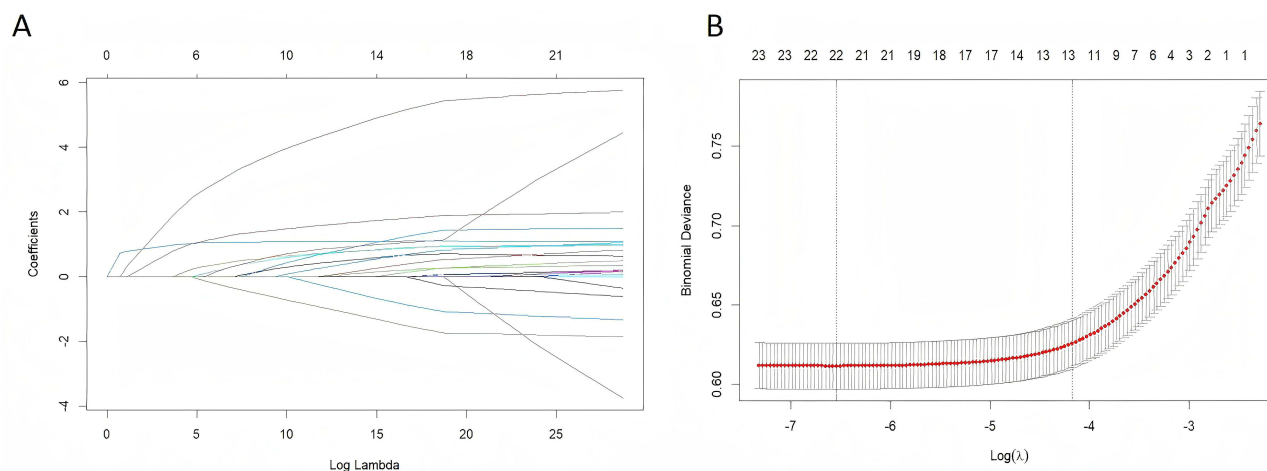 A
0 6 10 14 18 21
6
4
2
0
-2
-4
Coefficients
0 5 10 15 20 25
Log Lambda
B
23 23 22 22 21 21 19 18 17 17 14 13 13 11 9 7 6 4 3 2 1 1
0.75
0.70
0.65
0.60
Binomial Deviance
-7 -6 -5 -4 -3
Log(λ)